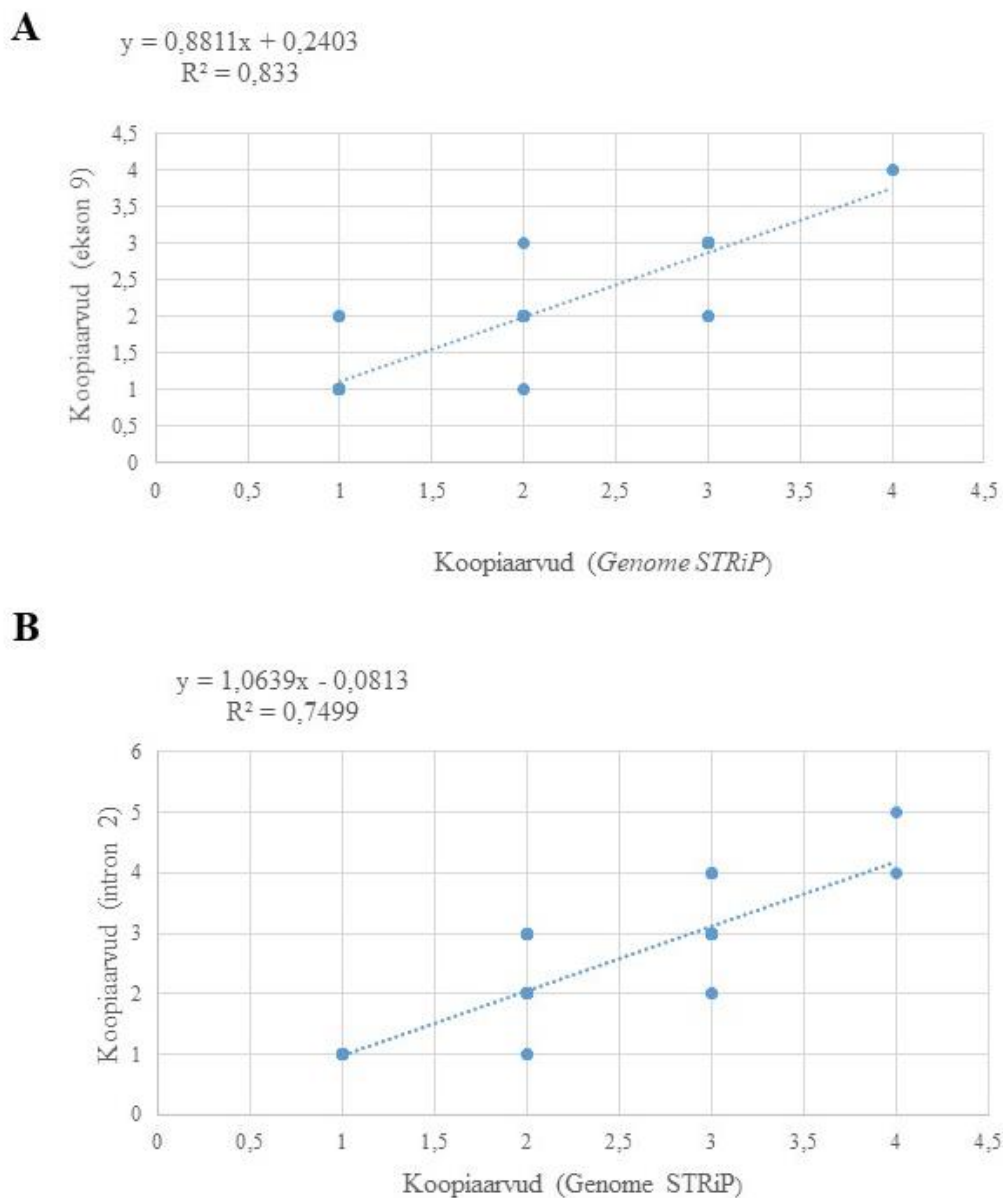 A
y = 0,8811x + 0,2403
R² = 0,833
4,5
4
3,5
3
2,5
2
1,5
1
0,5
0
Koopiaarvud (ekson 9)
0 0,5 1 1,5 2 2,5 3 3,5 4 4,5
Koopiaarvud (Genome STRiP)
B
y = 1,0639x - 0,0813
R² = 0,7499
6
5
4
3
2
1
0
Koopiaarvud (intron 2)
0 0,5 1 1,5 2 2,5 3 3,5 4 4,5
Koopiaarvud (Genome STRiP)